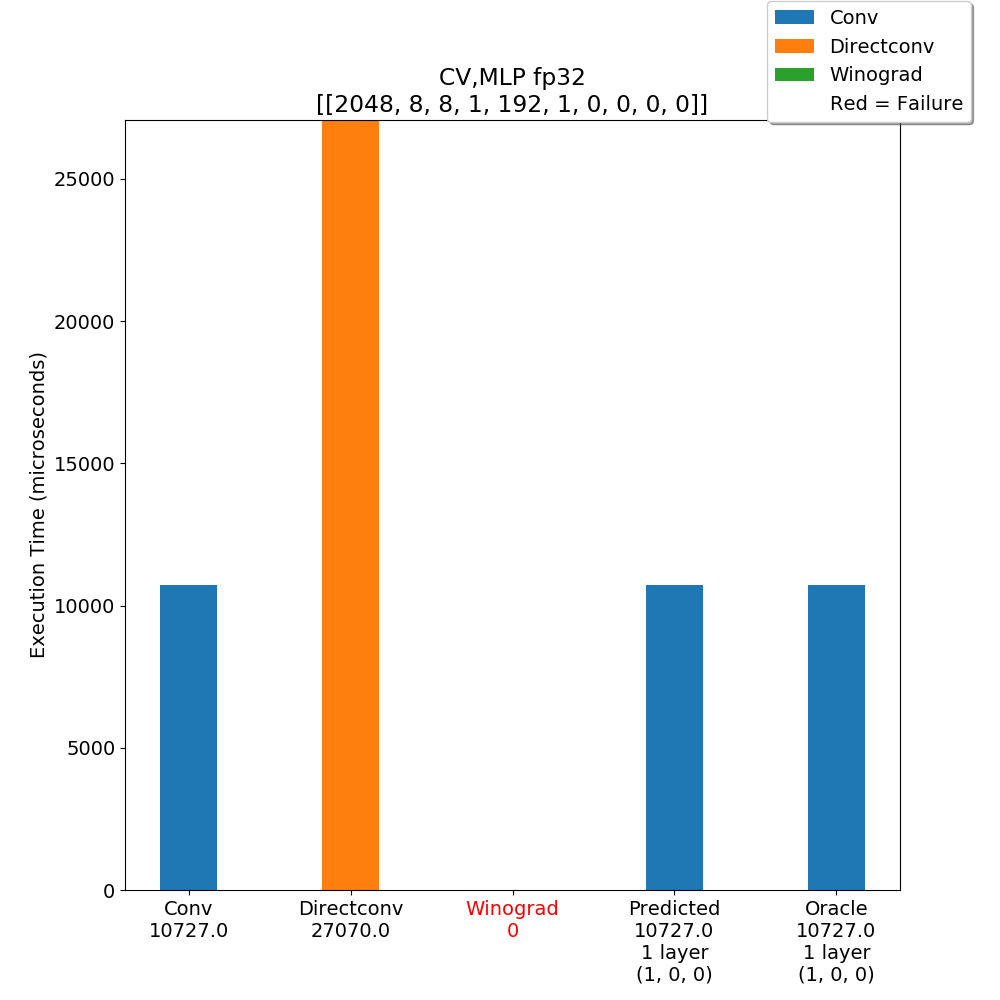 Conv
Directconv
Winograd
Red = Failure
CV,MLP fp32
[[2048, 8, 8, 1, 192, 1, 0, 0, 0, 0]]
Execution Time (microseconds)
25000
20000
15000
10000
5000
0
Conv
10727.0
Directconv
27070.0
Winograd
0
Predicted
10727.0
1 layer
(1, 0, 0)
Oracle
10727.0
1 layer
(1, 0, 0)